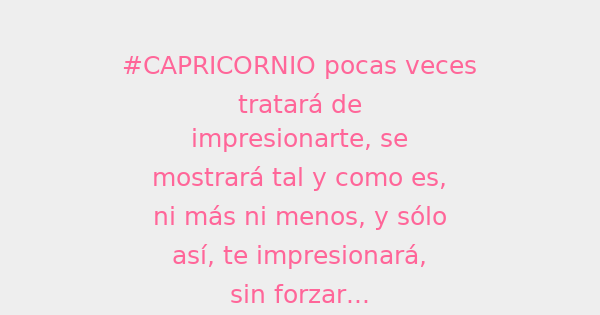 #CAPRICORNIO pocas veces
tratará de
impresionarte, se
mostrará tal y como es,
ni más ni menos, y sólo
así, te impresionará,
sin forzar...